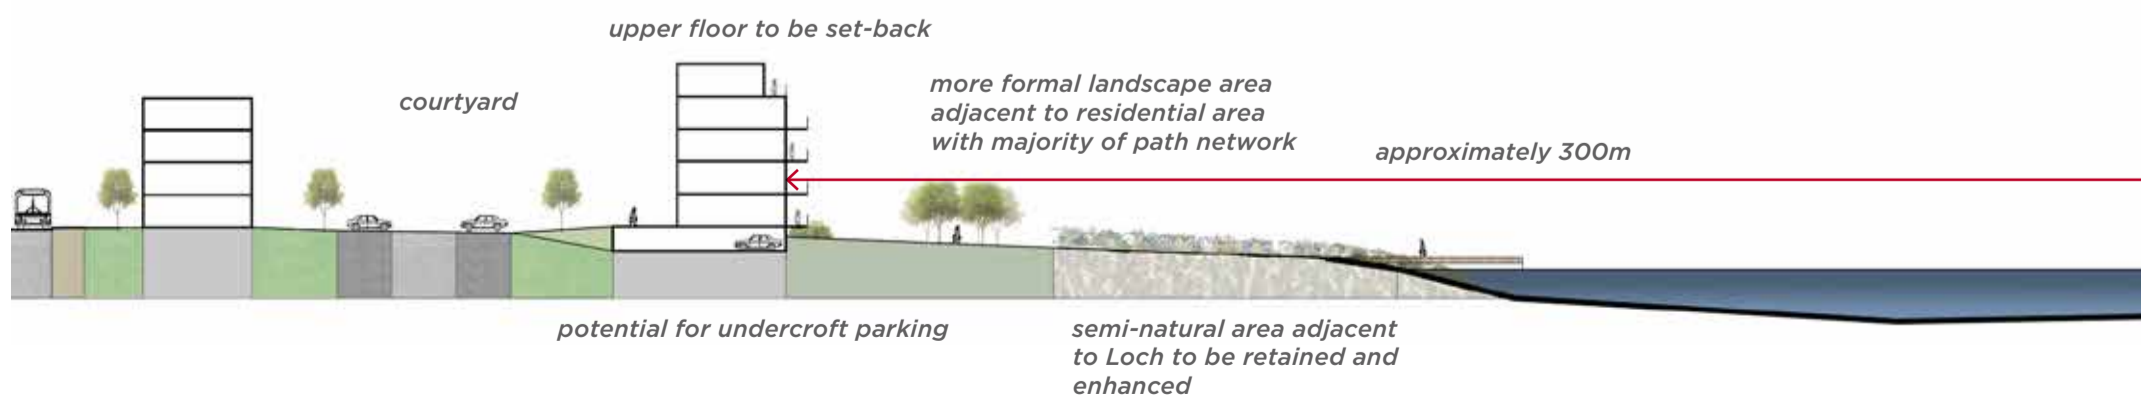 upper floor to be set-back
courtyard
more formal landscape area
adjacent to residential area
with majority of path network
approximately 300m
potential for undercroft parking
semi-natural area adjacent
to Loch to be retained and
enhanced